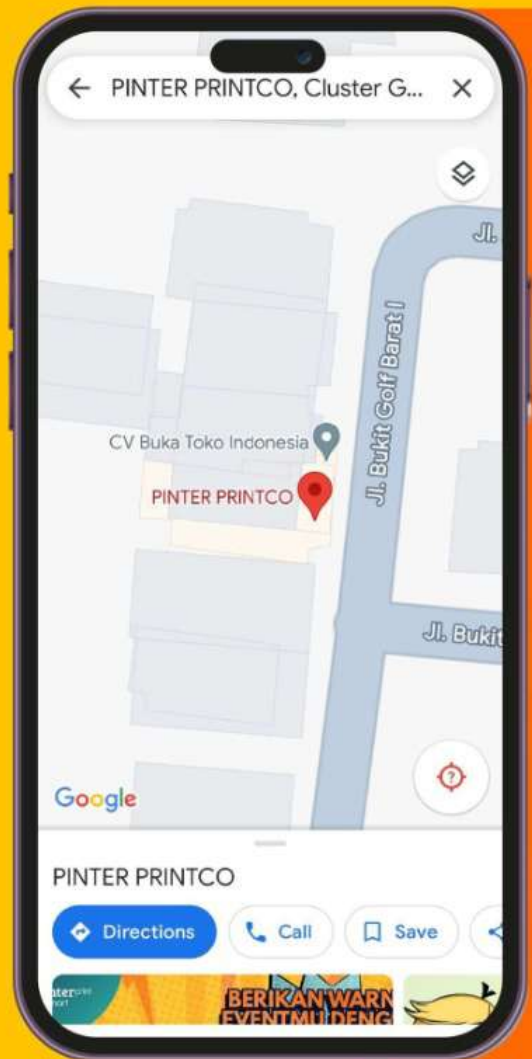 PINTER PRINTCO, Cluster G...
Jl.
Jl. Bukit Golf Barat I
CV Buka Toko Indonesia
PINTER PRINTCO
Jl. Bukit
Google
PINTER PRINTCO
Directions
Call
Save
BERIKAN WARN
EVENTMU DENG